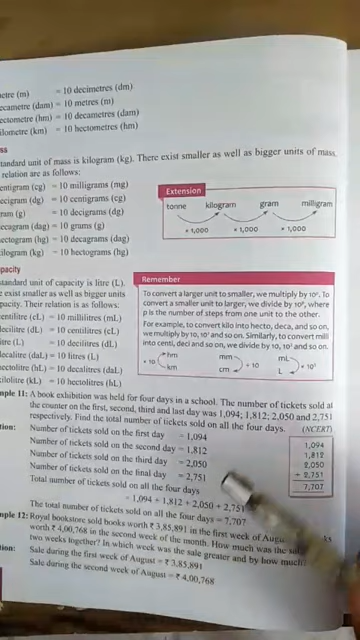 etre (m) = 10 decimetres (dm)
ecametre (dam) = 10 metres (m)
ectometre (hm) = 10 decametres (dam)
ilometre (km) = 10 hectometres (hm)
ss
tandard unit of mass is kilogram (kg). There exist smaller as well as bigger units of mass.
relation are as follows:
entigram (cg) = 10 milligrams (mg)
ecigram (dg) = 10 centigrams (cg)
ram (g) = 10 decigrams (dg)
ecagram (dag) = 10 grams (g)
ectogram (hg) = 10 decagrams (dag)
ilogram (kg) = 10 hectograms (hg)
Extension
tonne kilogram gram milligram
× 1,000 × 1,000 × 1,000
pacity
standard unit of capacity is litre (L).
e exist smaller as well as bigger units
pacity. Their relation is as follows:
entilitre (cL) = 10 millilitres (mL)
decilitre (dL) = 10 centilitres (cL)
itre (L) = 10 decilitres (dL)
ecalitre (daL) = 10 litres (L)
ectolitre (hL) = 10 decalitres (daL)
kilolitre (kL) = 10 hectolitres (hL)
Remember
To convert a larger unit to smaller, we multiply by 10ᵖ. To
convert a smaller unit to larger, we divide by 10ᵖ, where
p is the number of steps from one unit to the other.
For example, to convert kilo into hecto, deca, and so on,
we multiply by 10, 10² and so on. Similarly, to convert milli
into centi, deci and so on, we divide by 10, 10² and so on.
× 10 hm km
mm cm ÷ 10
mL L ÷ 10³
mple 11: A book exhibition was held for four days in a school. The number of tickets sold at
the counter on the first, second, third and last day was 1,094; 1,812; 2,050 and 2,751
respectively. Find the total number of tickets sold on all the four days. (NCERT)
tion: Number of tickets sold on the first day = 1,094
Number of tickets sold on the second day = 1,812
Number of tickets sold on the third day = 2,050
Number of tickets sold on the final day = 2,751
Total number of tickets sold on all the four days
= 1,094 + 1,812 + 2,050 + 2,751
The total number of tickets sold on all the four days = 7,707
1,094
1,812
2,050
+ 2,751
7,707
mple 12: Royal bookstore sold books worth ₹ 3,85,891 in the first week of
worth ₹ 4,00,768 in the second week of the month. How much was the
two weeks together? In which week was the sale greater and by how much?
tion: Sale during the first week of August = ₹ 3,85,891
Sale during the second week of August = ₹ 4,00,768